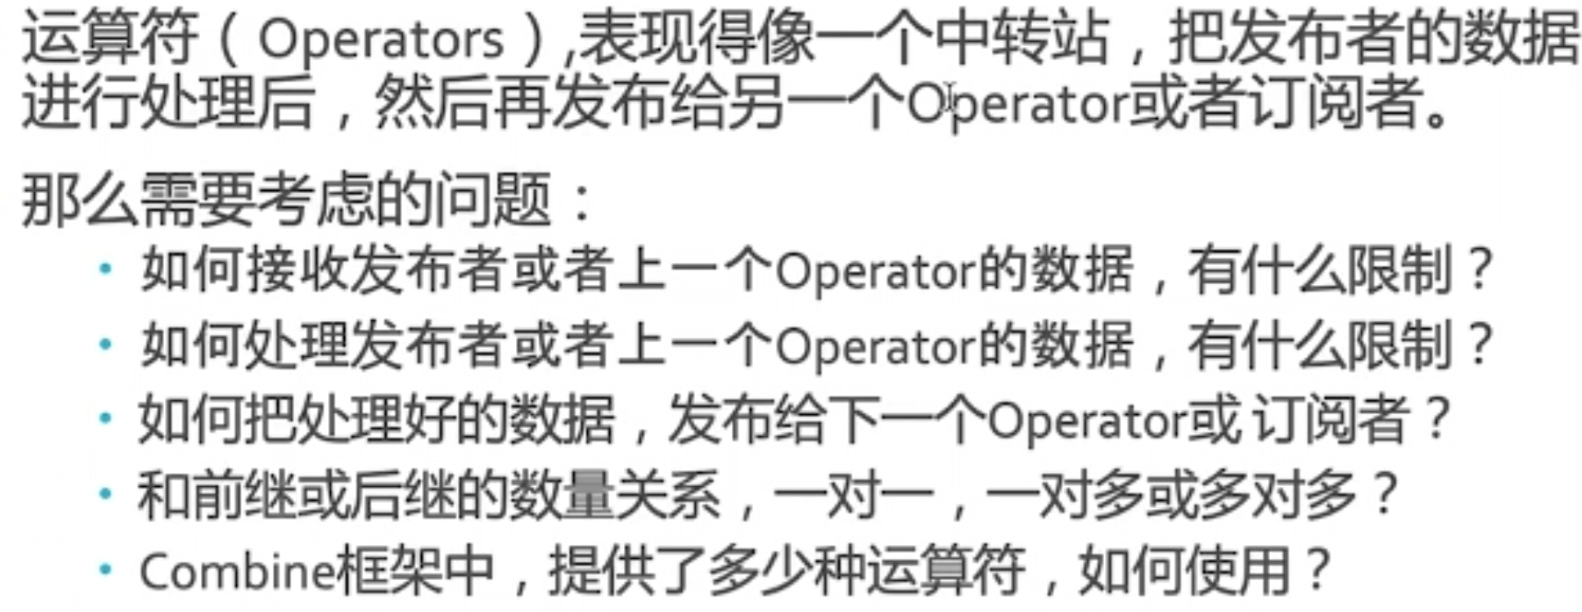 运算符（Operators）,表现得像一个中转站，把发布者的数据
进行处理后，然后再发布给另一个Operator或者订阅者。
那么需要考虑的问题：
• 如何接收发布者或者上一个Operator的数据，有什么限制？
• 如何处理发布者或者上一个Operator的数据，有什么限制？
• 如何把处理好的数据，发布给下一个Operator或 订阅者？
• 和前继或后继的数量关系，一对一，一对多或多对多？
• Combine框架中，提供了多少种运算符，如何使用？